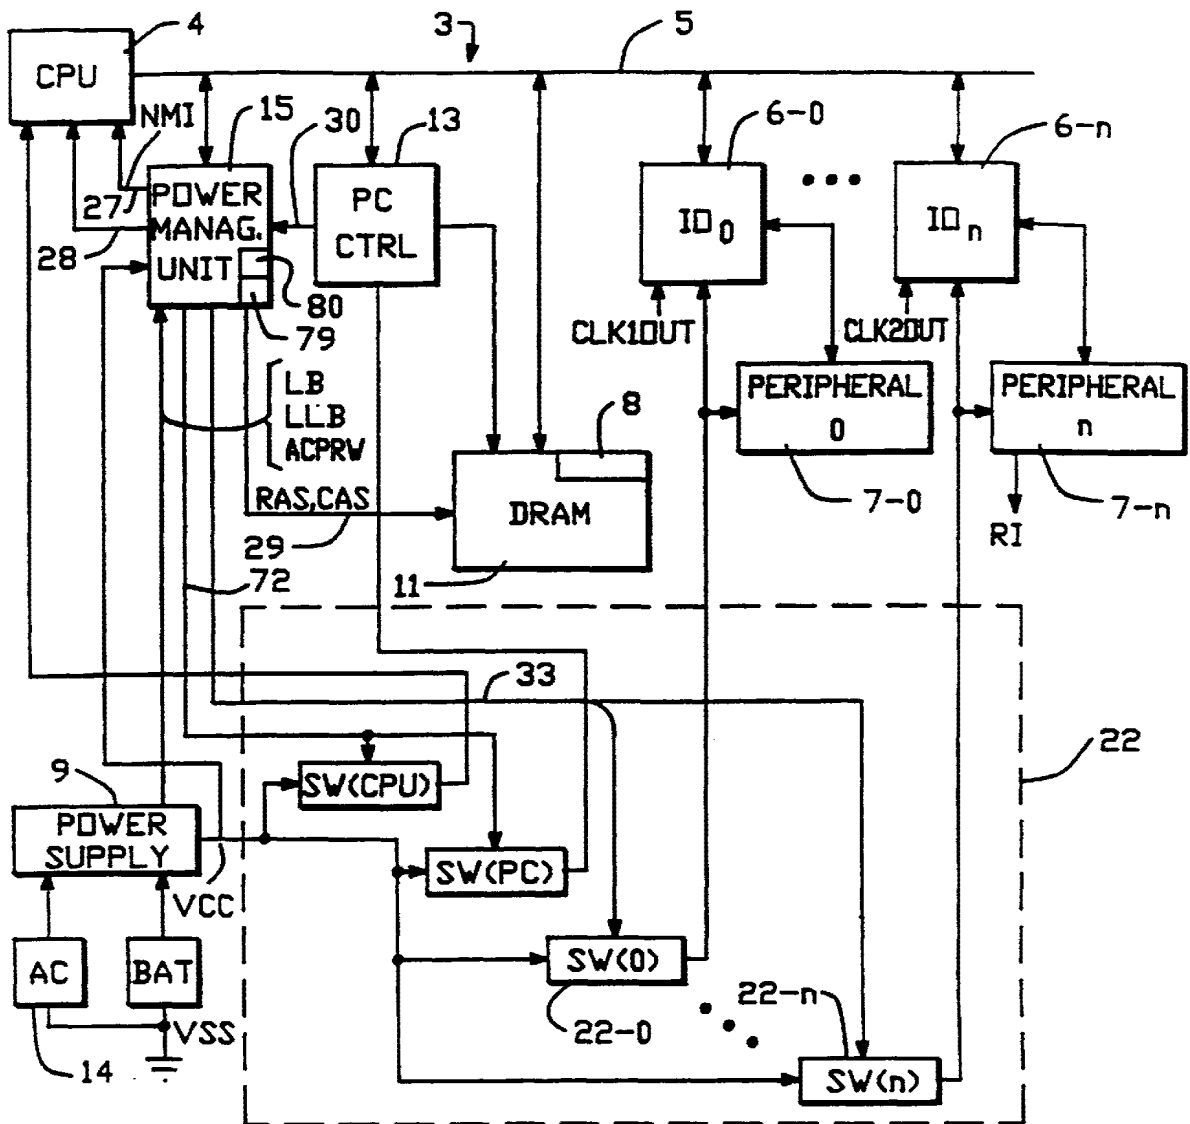 4
3
5
CPU
NMI
15
30
13
6-0
6-n
27
28
POWER
MANAG.
UNIT
PC
CTRL
IO0
IOn
80
79
CLK1OUT
CLK2OUT
LB
LLB
ACPRW
8
PERIPHERAL
0
PERIPHERAL
n
RAS,CAS
DRAM
7-0
7-n
RI
29
11
72
33
22
9
SW(CPU)
POWER
SUPPLY
SW(PC)
VCC
AC
BAT
SW(0)
22-0
22-n
VSS
14
SW(n)